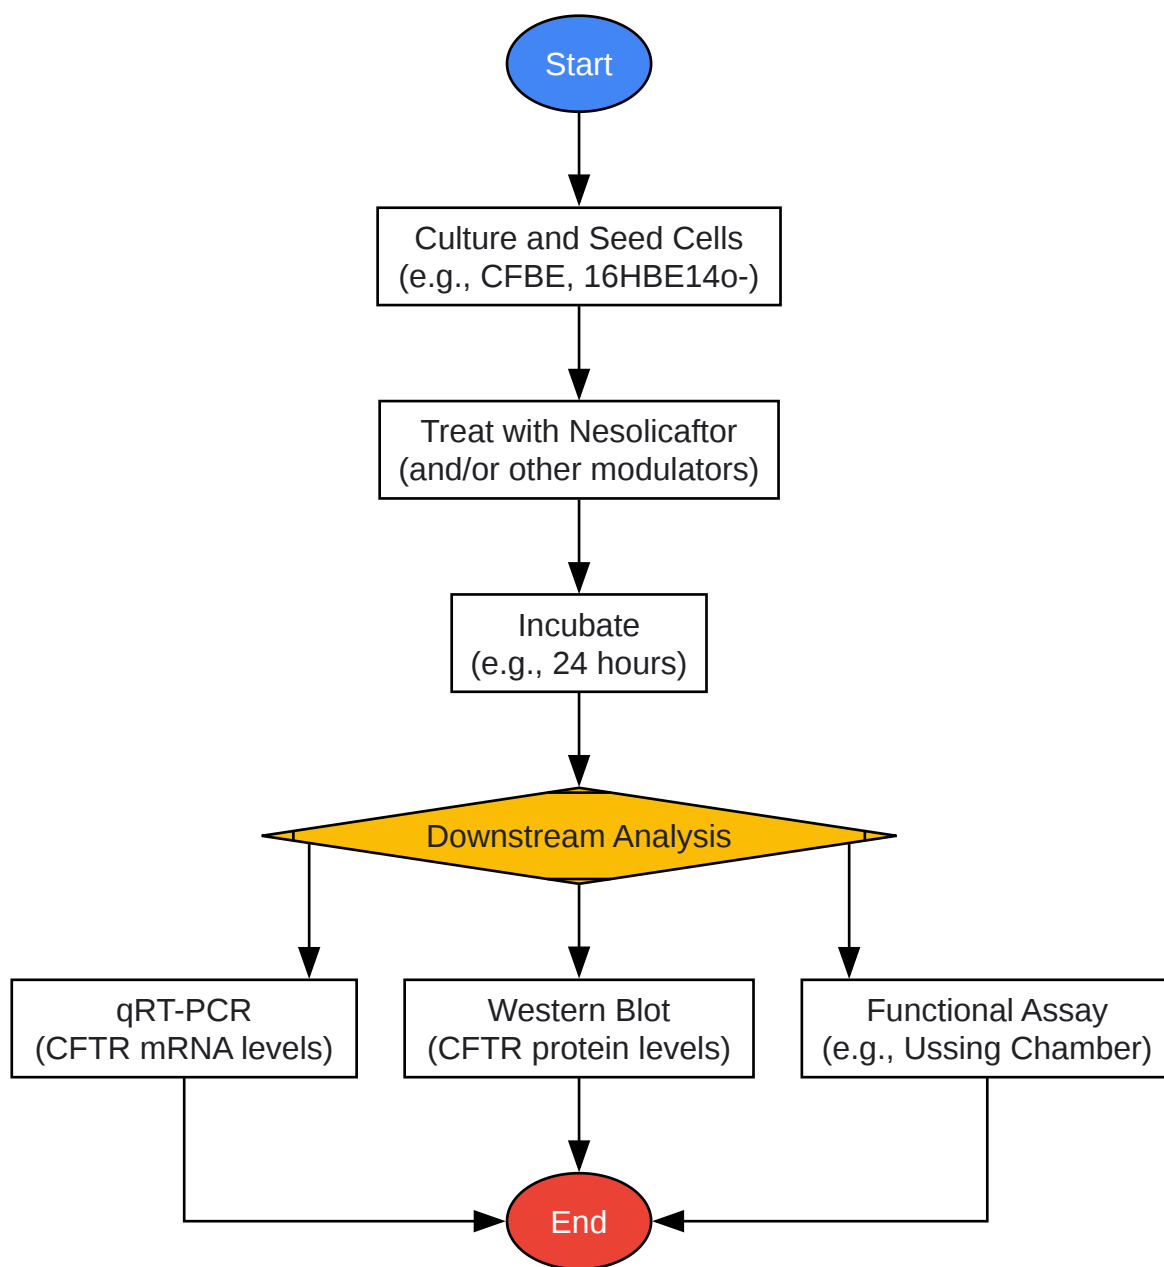 Start
Culture and Seed Cells
(e.g., CFBE, 16HBE14o-)
Treat with Nesolicaftor
(and/or other modulators)
Incubate
(e.g., 24 hours)
Downstream Analysis
qRT-PCR
(CFTR mRNA levels)
Western Blot
(CFTR protein levels)
Functional Assay
(e.g., Ussing Chamber)
End